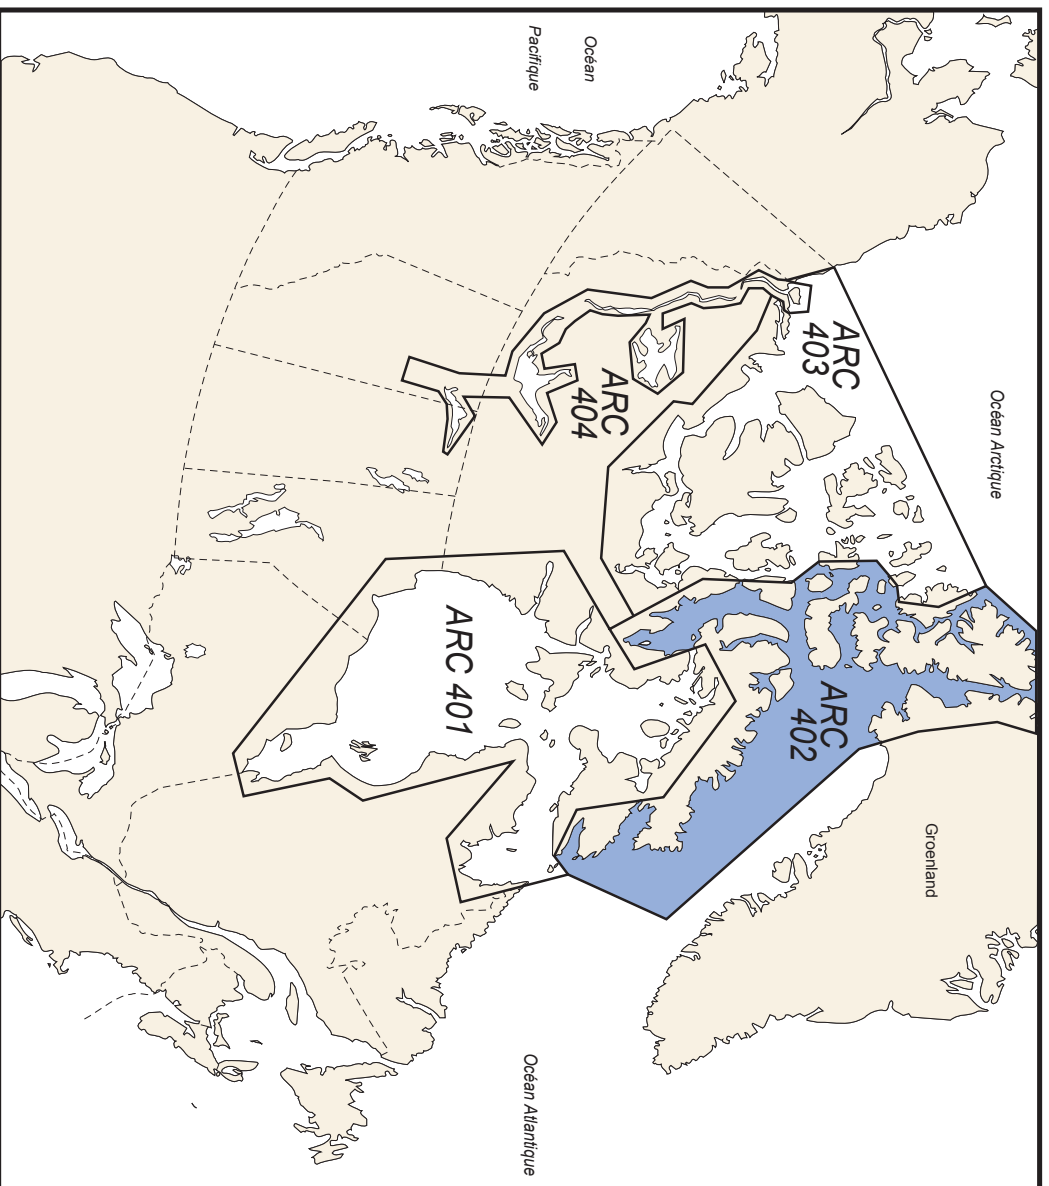 Océan
Pacifique
Océan Arctique
ARC
403
ARC
404
ARC 401
ARC
402
Groenland
Océan Atlantique